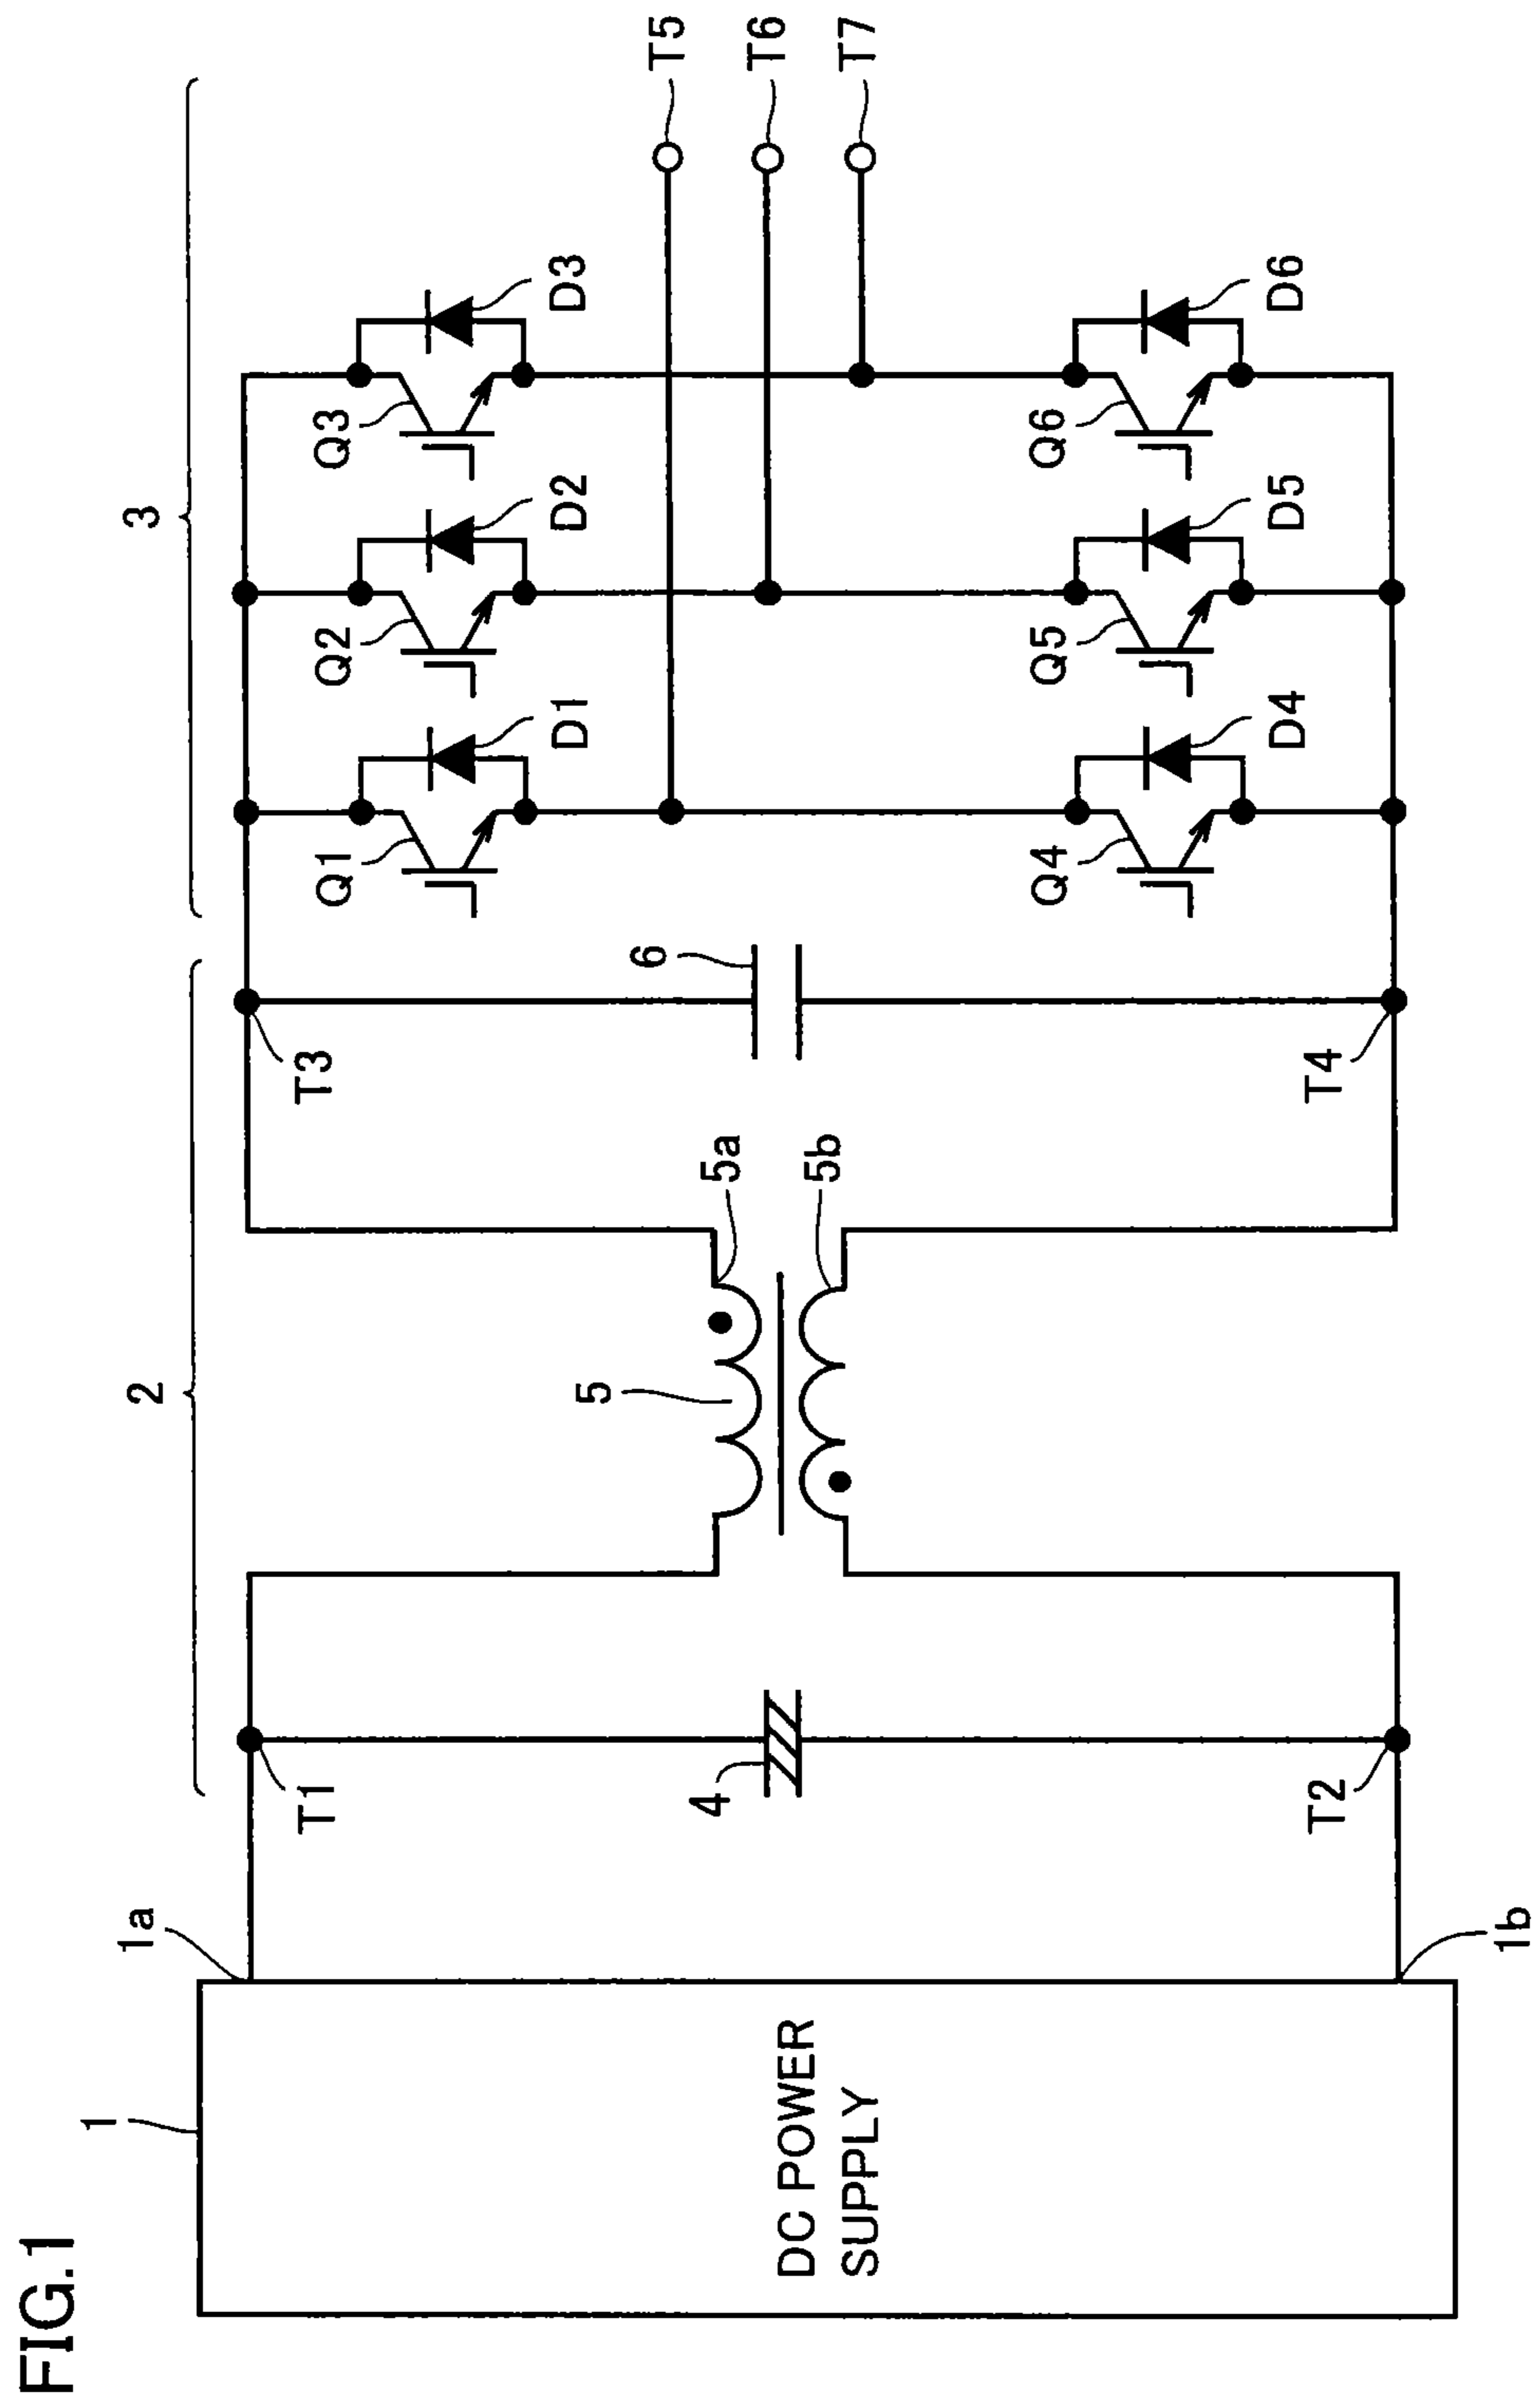 FIG.1
2
3
1
1a
1b
DC POWER
SUPPLY
T1
T2
4
5
5a
5b
T3
T4
6
Q1
D1
Q2
D2
Q3
D3
Q4
D4
Q5
D5
Q6
D6
T5
T6
T7